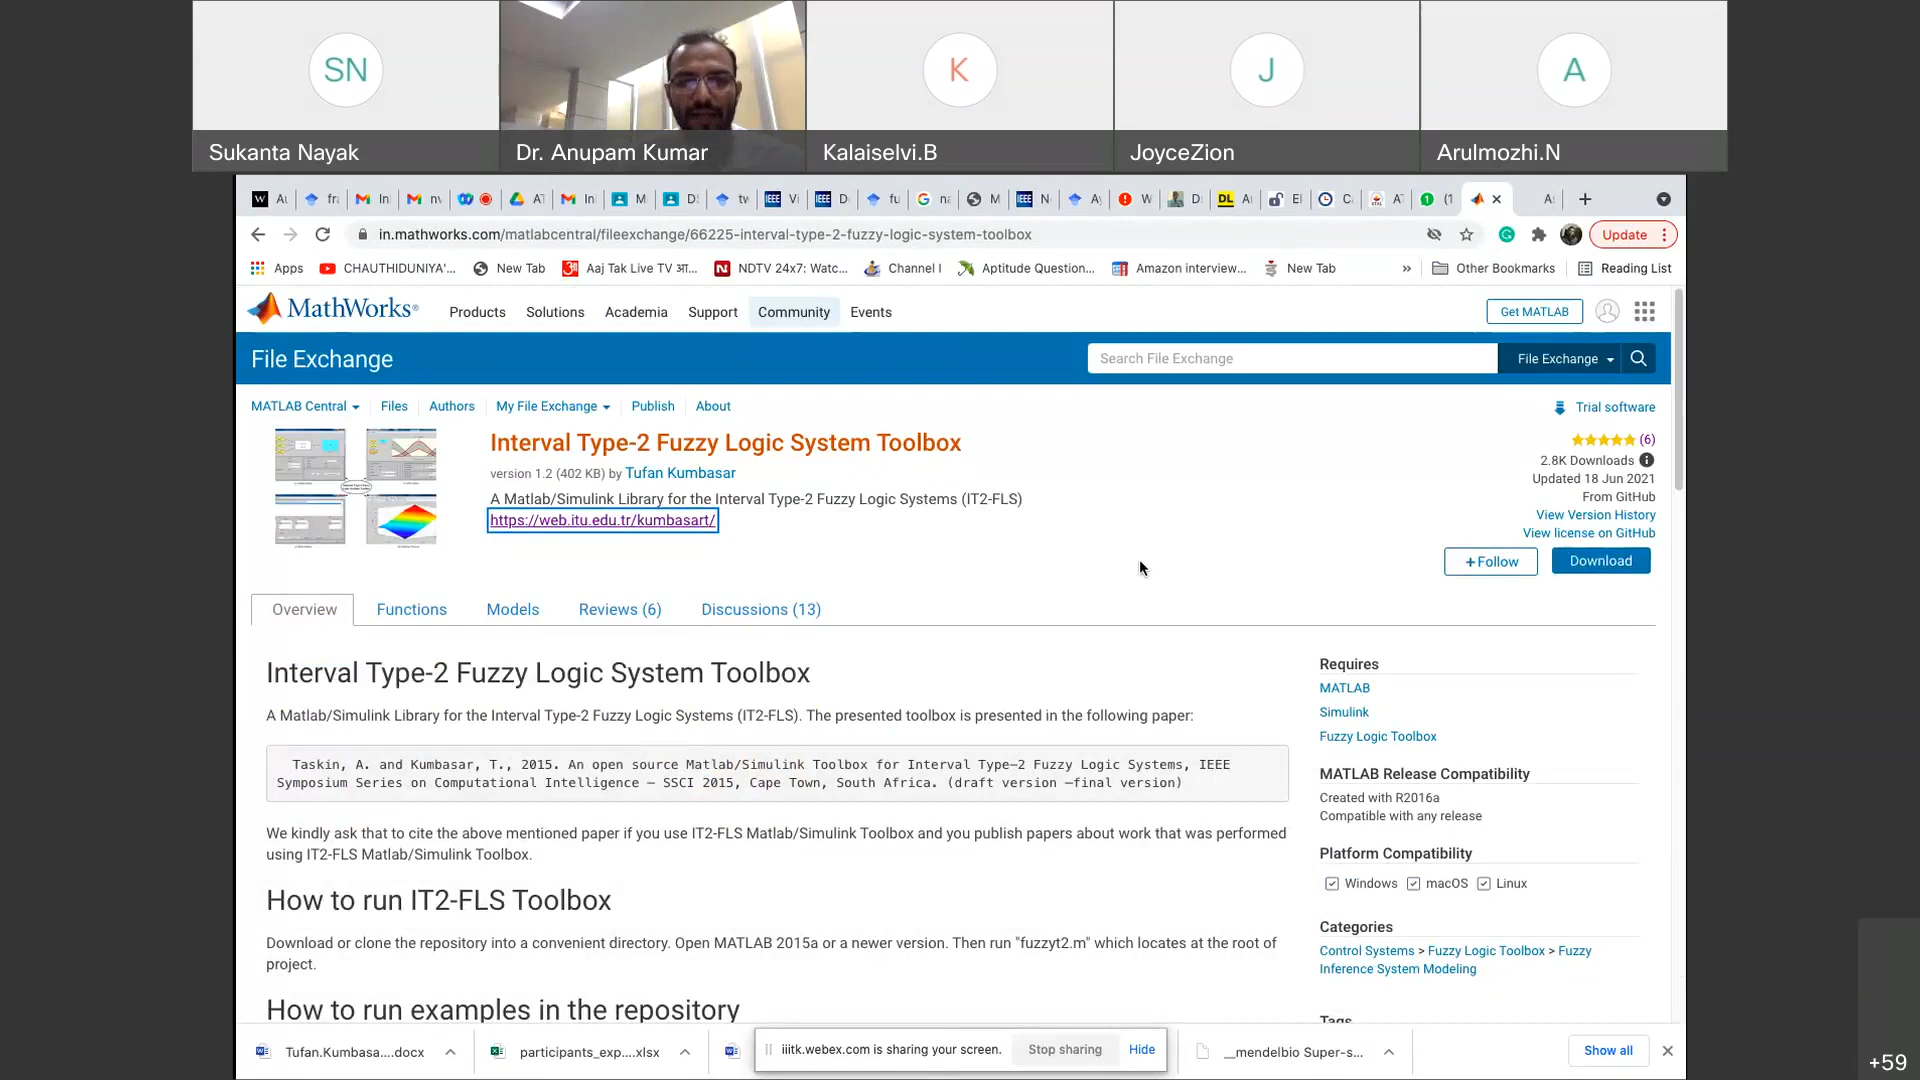 SN
K
J
A
Sukanta Nayak
Dr. Anupam Kumar
Kalaiselvi.B
JoyceZion
Arulmozhi.N
in.mathworks.com/matlabcentral/fileexchange/66225-interval-type-2-fuzzy-logic-system-toolbox
Update
Apps
CHAUTHIDUNIYA'...
New Tab
Aaj Tak Live TV आ...
NDTV 24x7: Watc...
Channel I
Aptitude Question...
Amazon interview...
New Tab
»
Other Bookmarks
Reading List
MathWorks®
Products Solutions Academia Support Community Events
Get MATLAB
File Exchange
Search File Exchange
File Exchange
MATLAB Central Files Authors My File Exchange Publish About
Trial software
Interval Type-2 Fuzzy Logic System Toolbox
version 1.2 (402 KB) by Tufan Kumbasar
A Matlab/Simulink Library for the Interval Type-2 Fuzzy Logic Systems (IT2-FLS)
https://web.itu.edu.tr/kumbasart/
(6)
2.8K Downloads
Updated 18 Jun 2021
From GitHub
View Version History
View license on GitHub
+ Follow
Download
Overview Functions Models Reviews (6) Discussions (13)
Interval Type-2 Fuzzy Logic System Toolbox
A Matlab/Simulink Library for the Interval Type-2 Fuzzy Logic Systems (IT2-FLS). The presented toolbox is presented in the following paper:
Taskin, A. and Kumbasar, T., 2015. An open source Matlab/Simulink Toolbox for Interval Type–2 Fuzzy Logic Systems, IEEE
Symposium Series on Computational Intelligence – SSCI 2015, Cape Town, South Africa. (draft version –final version)
We kindly ask that to cite the above mentioned paper if you use IT2-FLS Matlab/Simulink Toolbox and you publish papers about work that was performed
using IT2-FLS Matlab/Simulink Toolbox.
How to run IT2-FLS Toolbox
Download or clone the repository into a convenient directory. Open MATLAB 2015a or a newer version. Then run "fuzzyt2.m" which locates at the root of
project.
How to run examples in the repository
Requires
MATLAB
Simulink
Fuzzy Logic Toolbox
MATLAB Release Compatibility
Created with R2016a
Compatible with any release
Platform Compatibility
Windows macOS Linux
Categories
Control Systems > Fuzzy Logic Toolbox > Fuzzy
Inference System Modeling
Tags
Tufan.Kumbasa....docx
participants_exp....xlsx
iiitk.webex.com is sharing your screen.
Stop sharing
Hide
__mendelbio Super-s...
Show all
+59